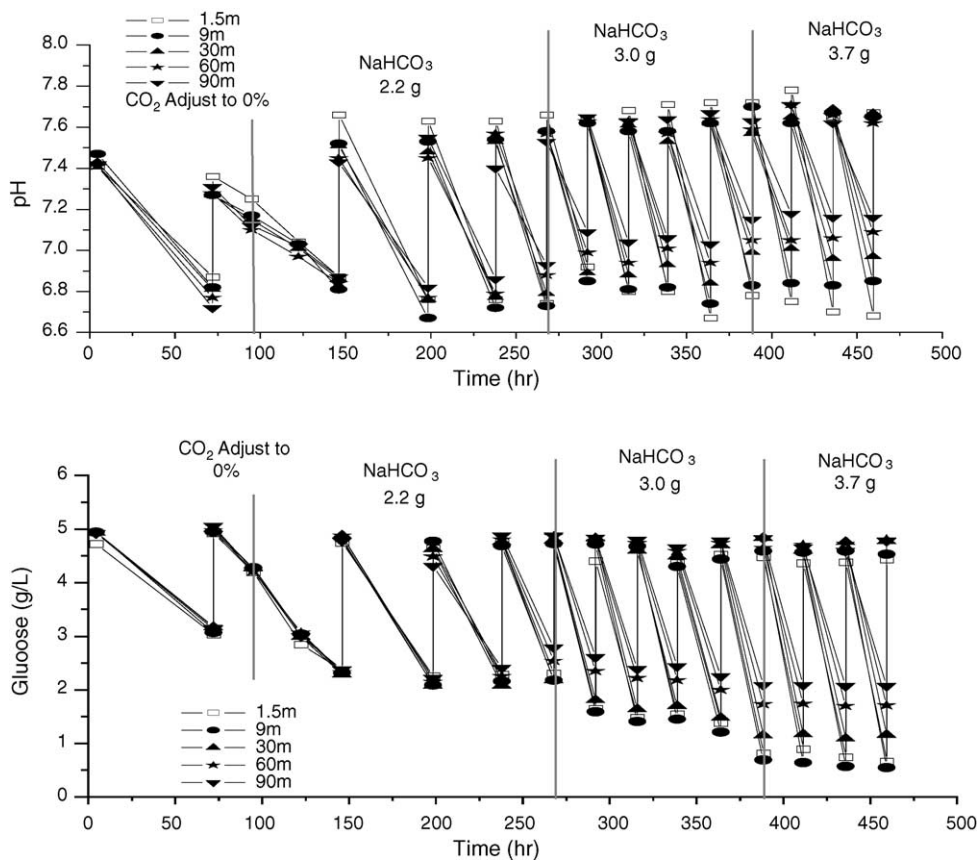 1.5m
9m
30m
60m
90m
CO₂ Adjust to 0%
NaHCO₃
2.2 g
NaHCO₃
3.0 g
NaHCO₃
3.7 g
8.0
7.8
7.6
7.4
7.2
7.0
6.8
6.6
pH
0 50 100 150 200 250 300 350 400 450 500
Time (hr)
CO₂ Adjust to
0%
NaHCO₃
2.2 g
NaHCO₃
3.0 g
NaHCO₃
3.7 g
6
5
4
3
2
1
0
Gluoose (g/L)
1.5m
9m
30m
60m
90m
0 50 100 150 200 250 300 350 400 450 500
Time (hr)